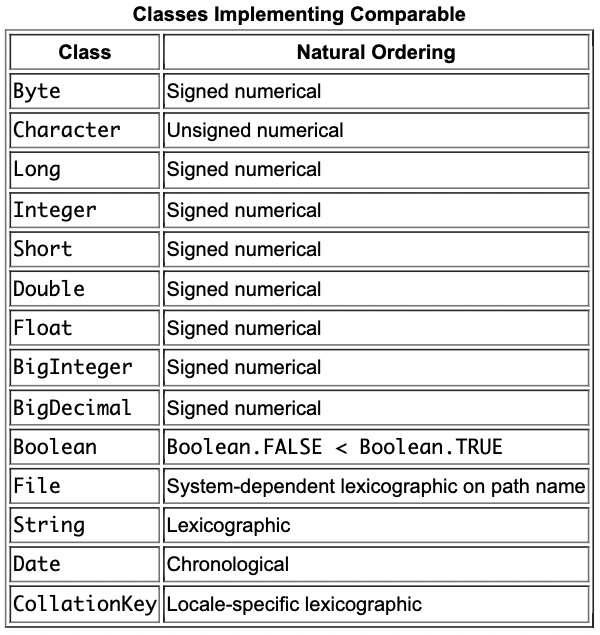 Classes Implementing Comparable
Class Natural Ordering
Byte Signed numerical
Character Unsigned numerical
Long Signed numerical
Integer Signed numerical
Short Signed numerical
Double Signed numerical
Float Signed numerical
BigInteger Signed numerical
BigDecimal Signed numerical
Boolean Boolean.FALSE < Boolean.TRUE
File System-dependent lexicographic on path name
String Lexicographic
Date Chronological
CollationKey Locale-specific lexicographic